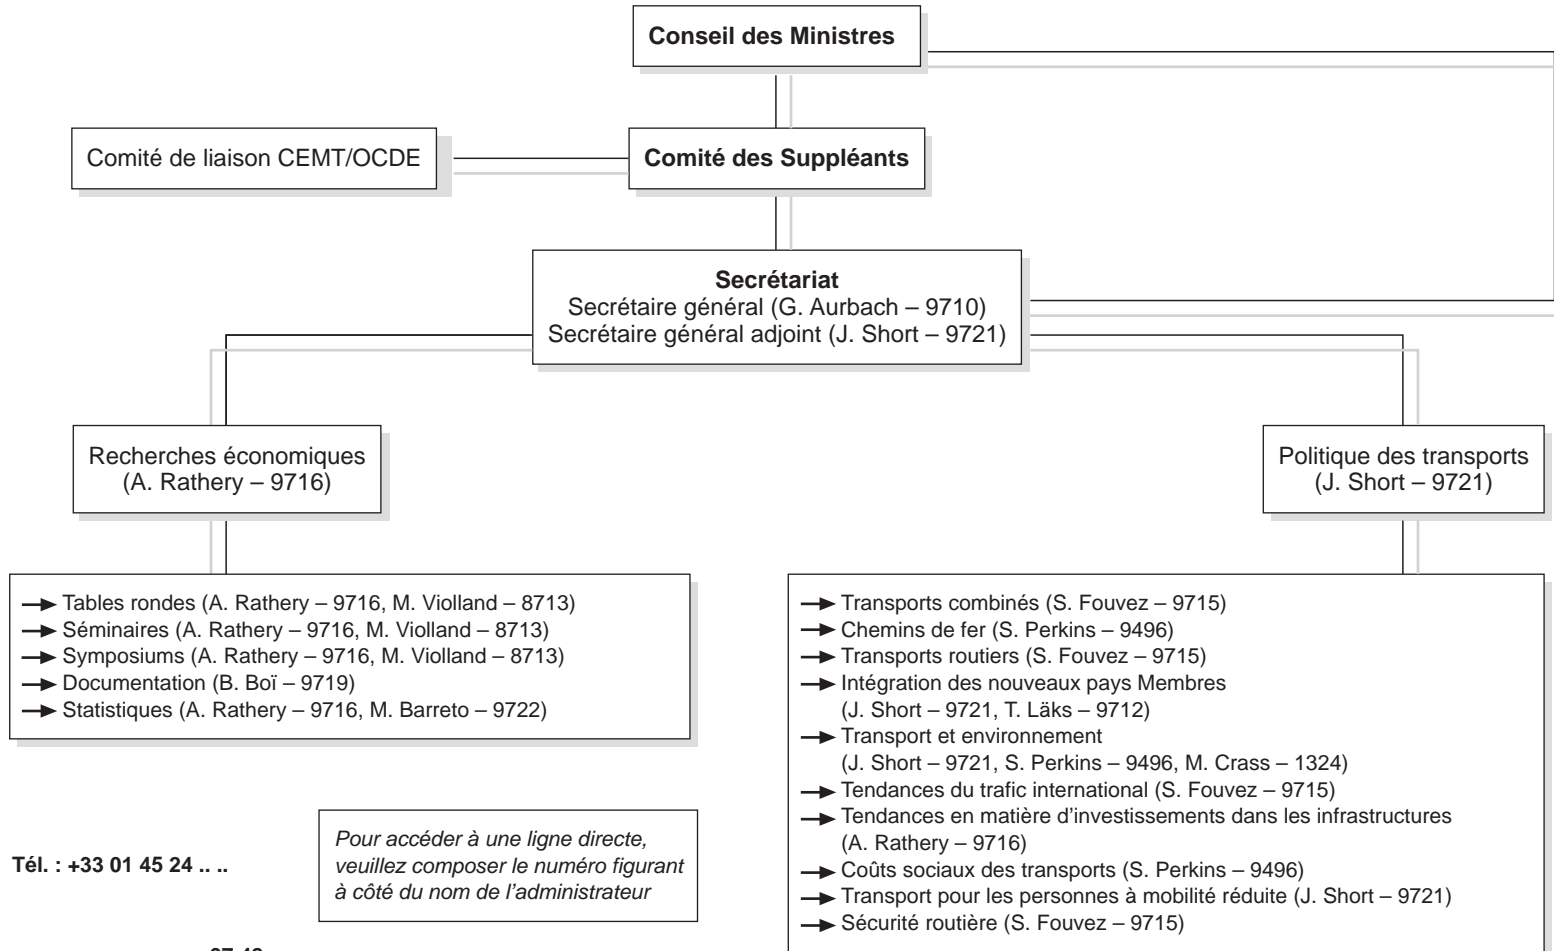 Conseil des Ministres
Comité de liaison CEMT/OCDE
Comité des Suppléants
Secrétariat
Secrétaire général (G. Aurbach – 9710)
Secrétaire général adjoint (J. Short – 9721)
Recherches économiques
(A. Rathery – 9716)
Politique des transports
(J. Short – 9721)
Tables rondes (A. Rathery – 9716, M. Violland – 8713)
Séminaires (A. Rathery – 9716, M. Violland – 8713)
Symposiums (A. Rathery – 9716, M. Violland – 8713)
Documentation (B. Boï – 9719)
Statistiques (A. Rathery – 9716, M. Barreto – 9722)
Transports combinés (S. Fouvez – 9715)
Chemins de fer (S. Perkins – 9496)
Transports routiers (S. Fouvez – 9715)
Intégration des nouveaux pays Membres
(J. Short – 9721, T. Läks – 9712)
Transport et environnement
(J. Short – 9721, S. Perkins – 9496, M. Crass – 1324)
Tendances du trafic international (S. Fouvez – 9715)
Tendances en matière d'investissements dans les infrastructures
(A. Rathery – 9716)
Coûts sociaux des transports (S. Perkins – 9496)
Transport pour les personnes à mobilité réduite (J. Short – 9721)
Sécurité routière (S. Fouvez – 9715)
Tél. : +33 01 45 24 .. ..
Pour accéder à une ligne directe,
veuillez composer le numéro figurant
à côté du nom de l'administrateur